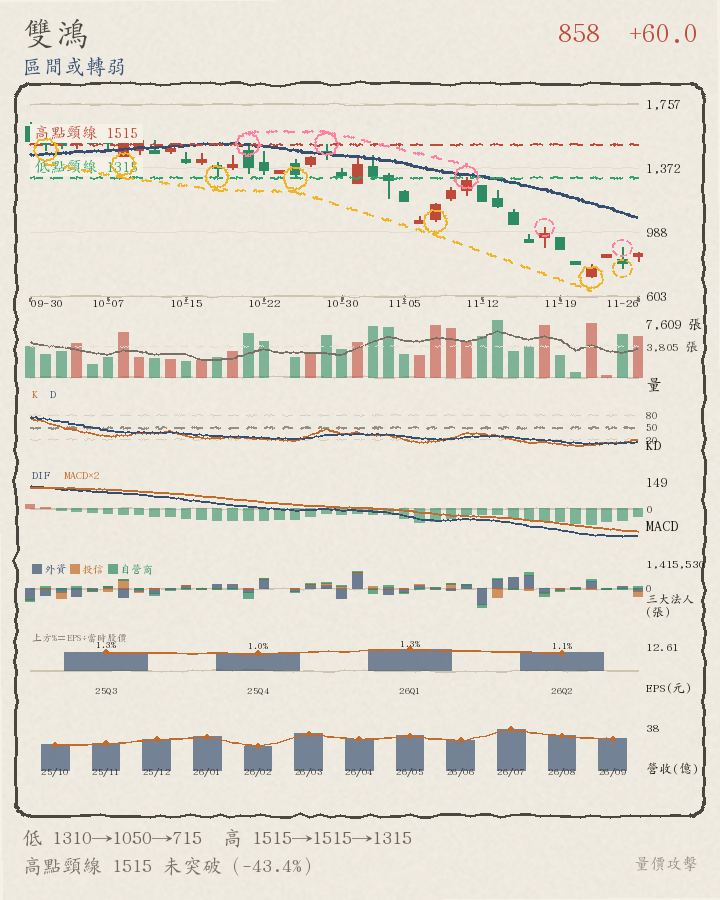 雙鴻
858 +60.0
區間或轉弱
1,757
高點頸線 1515
低點頸線 1315
1,372
988
603
09-30 10-07 10-15 10-22 10-30 11-05 11-12 11-19 11-26
7,609 張
3,805 張
量
K D
80
50
20
KD
DIF MACD×2
149
0
MACD
外資 投信 自營商
1,415,530
0
三大法人
(張)
上方%=EPS÷當時股價
1.3% 1.0% 1.3% 1.1%
12.61
25Q3 25Q4 26Q1 26Q2
EPS(元)
38
25/10 25/11 25/12 26/01 26/02 26/03 26/04 26/05 26/06 26/07 26/08 26/09
營收(億)
低 1310→1050→715 高 1515→1515→1315
高點頸線 1515 未突破 (-43.4%)
量價攻擊